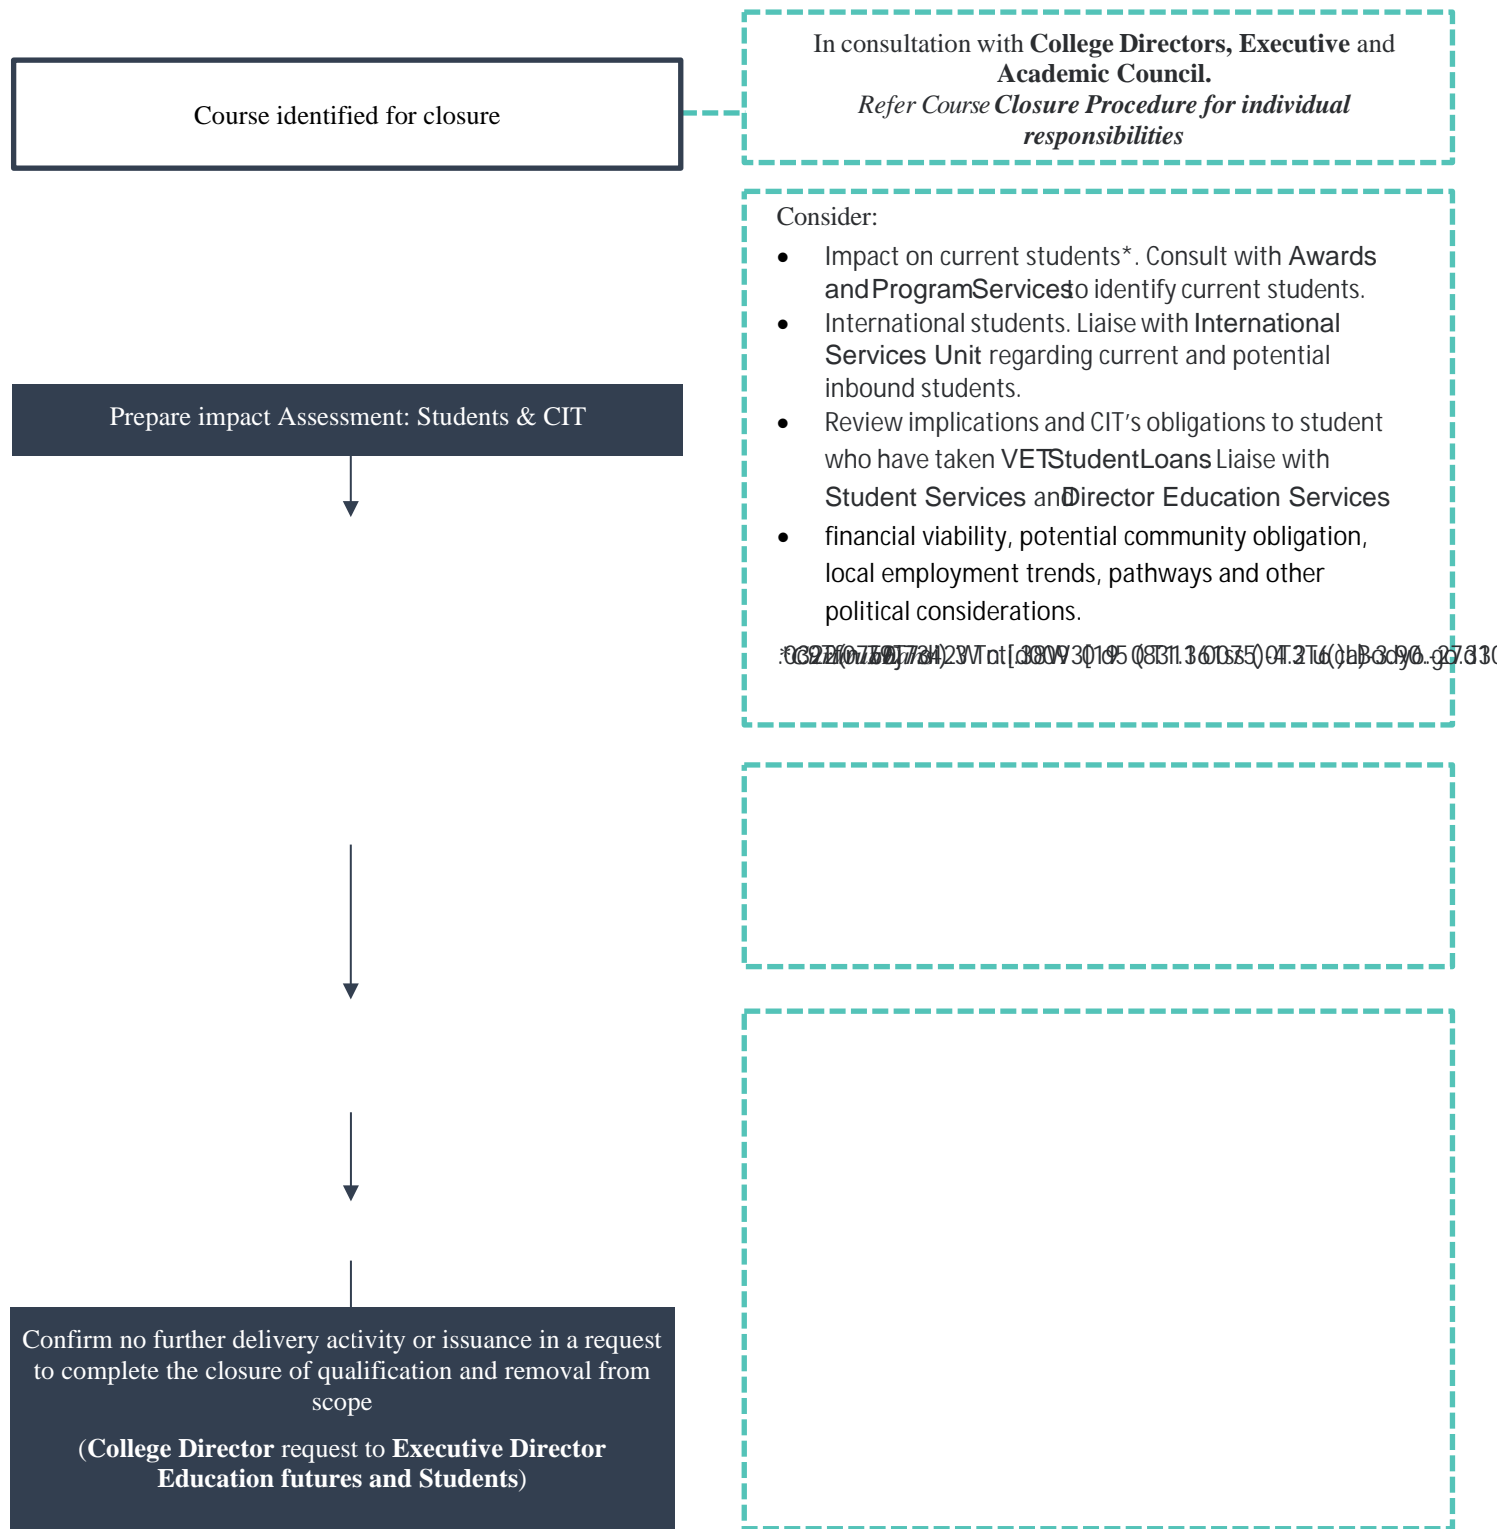 Course identified for closure
In consultation with College Directors, Executive and
Academic Council.
Refer Course Closure Procedure for individual
responsibilities
Consider:
• Impact on current students*. Consult with Awards
and Program Services to identify current students.
• International students. Liaise with International
Services Unit regarding current and potential
inbound students.
• Review implications and CIT’s obligations to student
who have taken VET Student Loans Liaise with
Student Services and Director Education Services
• financial viability, potential community obligation,
local employment trends, pathways and other
political considerations.
Prepare impact Assessment: Students & CIT
Confirm no further delivery activity or issuance in a request
to complete the closure of qualification and removal from
scope
(College Director request to Executive Director
Education futures and Students)